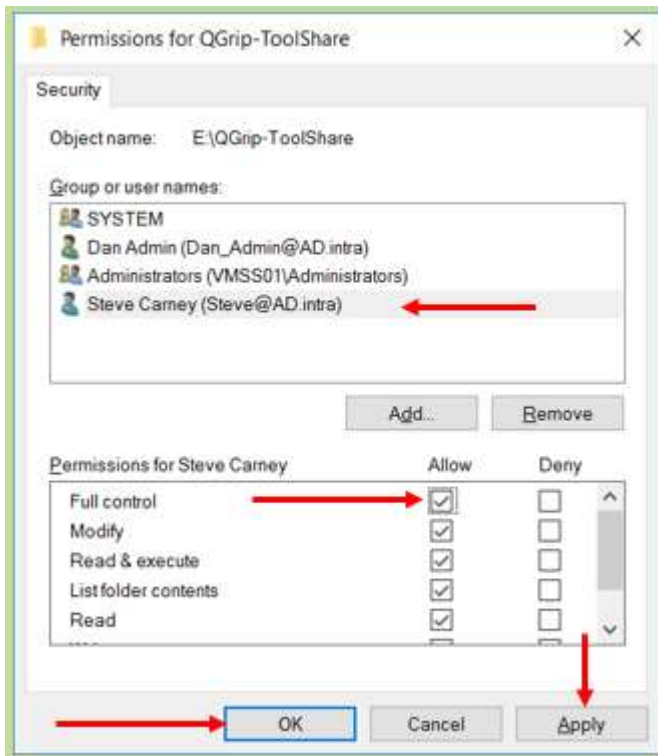 Permissions for QGrip-ToolShare
Security
Object name: E:\QGrip-ToolShare
Group or user names:
SYSTEM
Dan Admin (Dan_Admin@AD.intra)
Administrators (VMSS01\Administrators)
Steve Carney (Steve@AD.intra)
Add... Remove
Permissions for Steve Carney Allow Deny
Full control
Modify
Read & execute
List folder contents
Read
OK Cancel Apply